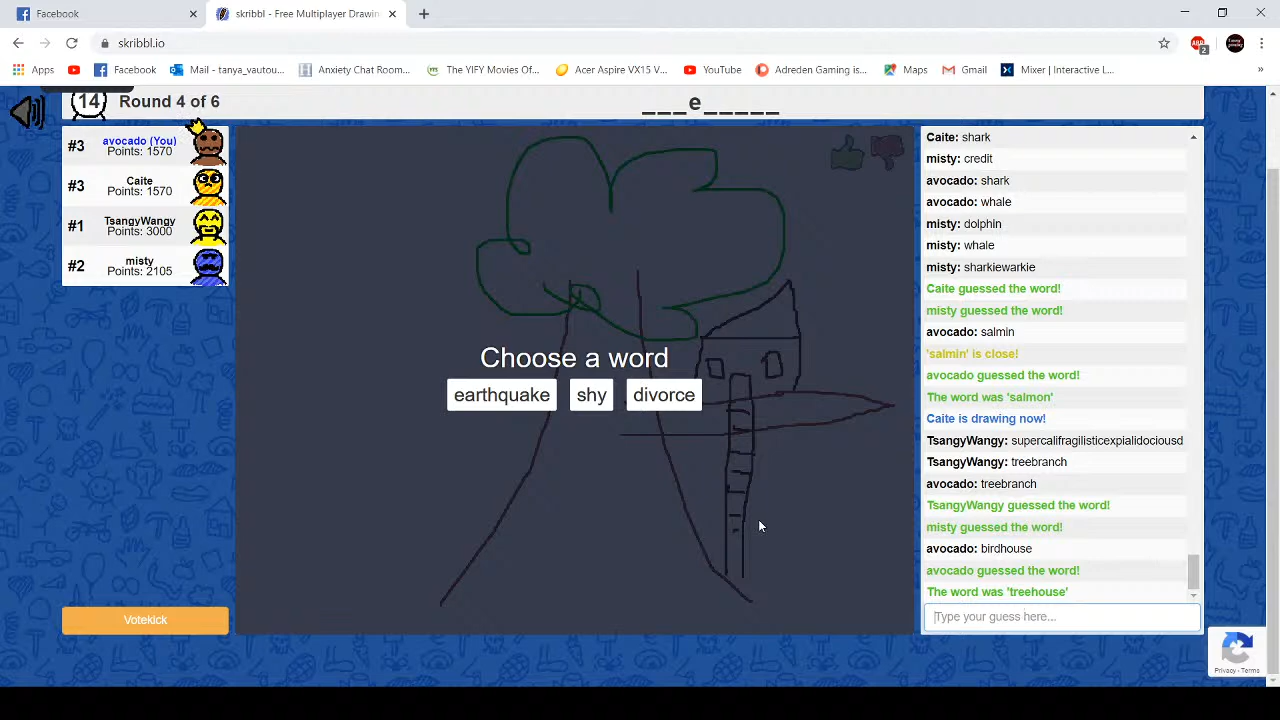 Facebook
skribbl - Free Multiplayer Drawin
skribbl.io
Apps
Facebook
Mail - tanya_vautou...
Anxiety Chat Room...
The YIFY Movies Of...
Acer Aspire VX15 V...
Youtube
Adreden Gaming is...
Maps
Gmail
Mixer | Interactive L...
ABP
2
14
Round 4 of 6
___e_____
#3
avocado (You)
Points: 1570
#3
Caite
Points: 1570
#1
TsangyWangy
Points: 3000
#2
misty
Points: 2105
Votekick
Choose a word
earthquake
shy
divorce
Caite: shark
misty: credit
avocado: shark
avocado: whale
misty: dolphin
misty: whale
misty: sharkiewarkie
Caite guessed the word!
misty guessed the word!
avocado: salmin
'salmin' is close!
avocado guessed the word!
The word was 'salmon'
Caite is drawing now!
TsangyWangy: supercalifragilisticexpialidociousd
TsangyWangy: treebranch
avocado: treebranch
TsangyWangy guessed the word!
misty guessed the word!
avocado: birdhouse
avocado guessed the word!
The word was 'treehouse'
Type your guess here...
Privacy - Terms